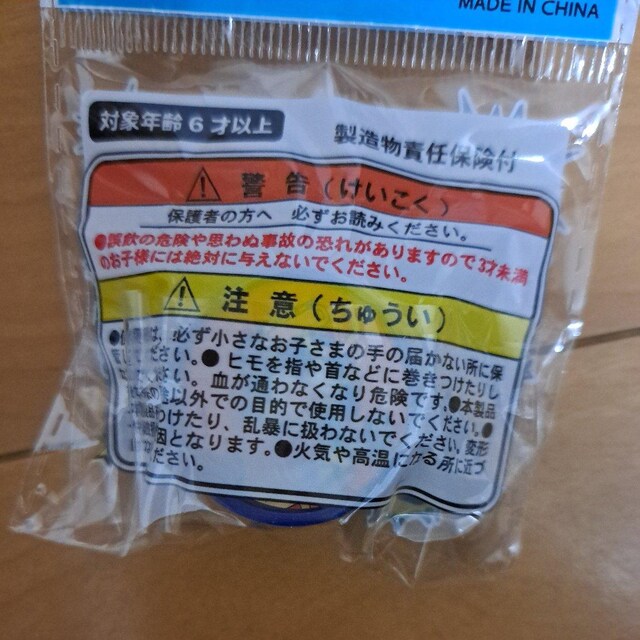 MADE IN CHINA
対象年齢6才以上
製造物責任保険付
警告(けいこく)
保護者の方へ 必ずお読みください。
●誤飲の危険や思わぬ事故の恐れがありますので3才未満
のお子様には絶対に与えないでください。
注意(ちゅうい)
は、必ず小さなお子さまの手の届かない所に保
ください。●ヒモを指や首などに巻きつけたりし
ください。血が通わなくなり危険です。●本製品
以外での目的で使用しないでください。●
つけたり、乱暴に扱わないでください。変形
原因となります。●火気や高温になる所に近づ
ください。